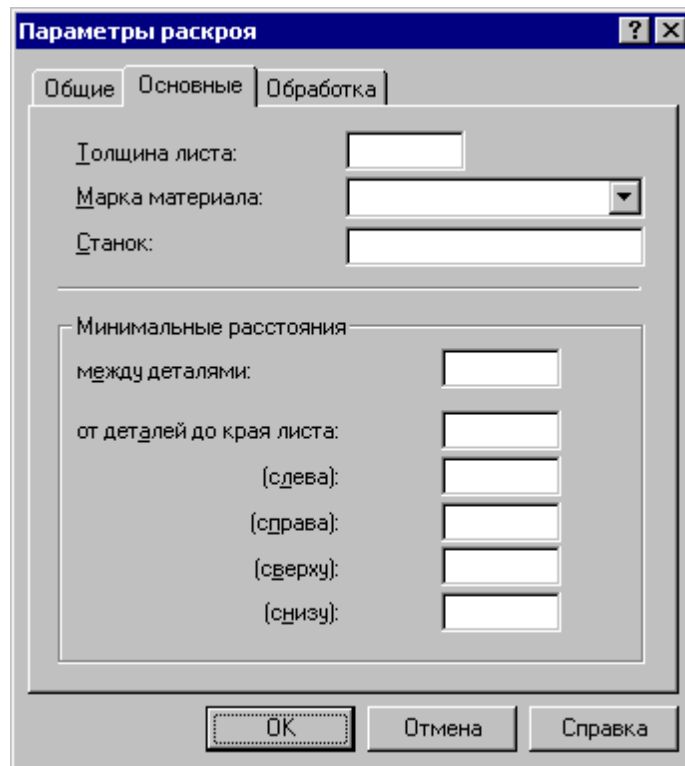 Параметры раскроя
Общие Основные Обработка
Толщина листа:
Марка материала:
Станок:
Минимальные расстояния
между деталями:
от деталей до края листа:
(слева):
(справа):
(сверху):
(снизу):
OK Отмена Справка